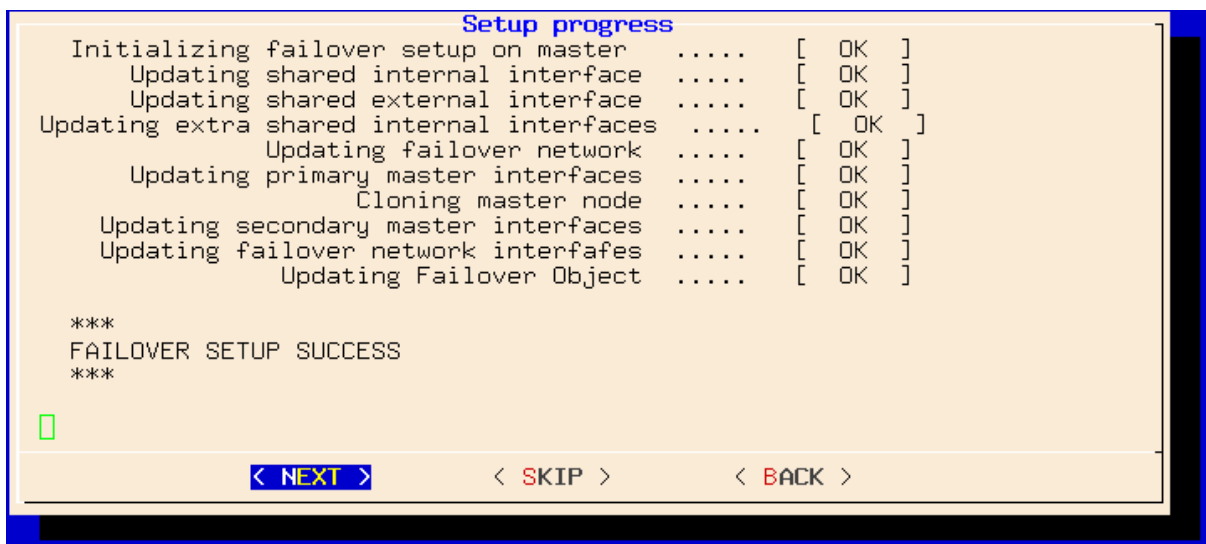 Setup progress
Initializing failover setup on master ..... [ OK ]
Updating shared internal interface ..... [ OK ]
Updating shared external interface ..... [ OK ]
Updating extra shared internal interfaces ..... [ OK ]
Updating failover network ..... [ OK ]
Updating primary master interfaces ..... [ OK ]
Cloning master node ..... [ OK ]
Updating secondary master interfaces ..... [ OK ]
Updating failover network interfafes ..... [ OK ]
Updating Failover Object ..... [ OK ]
***
FAILOVER SETUP SUCCESS
***
< NEXT > < SKIP > < BACK >